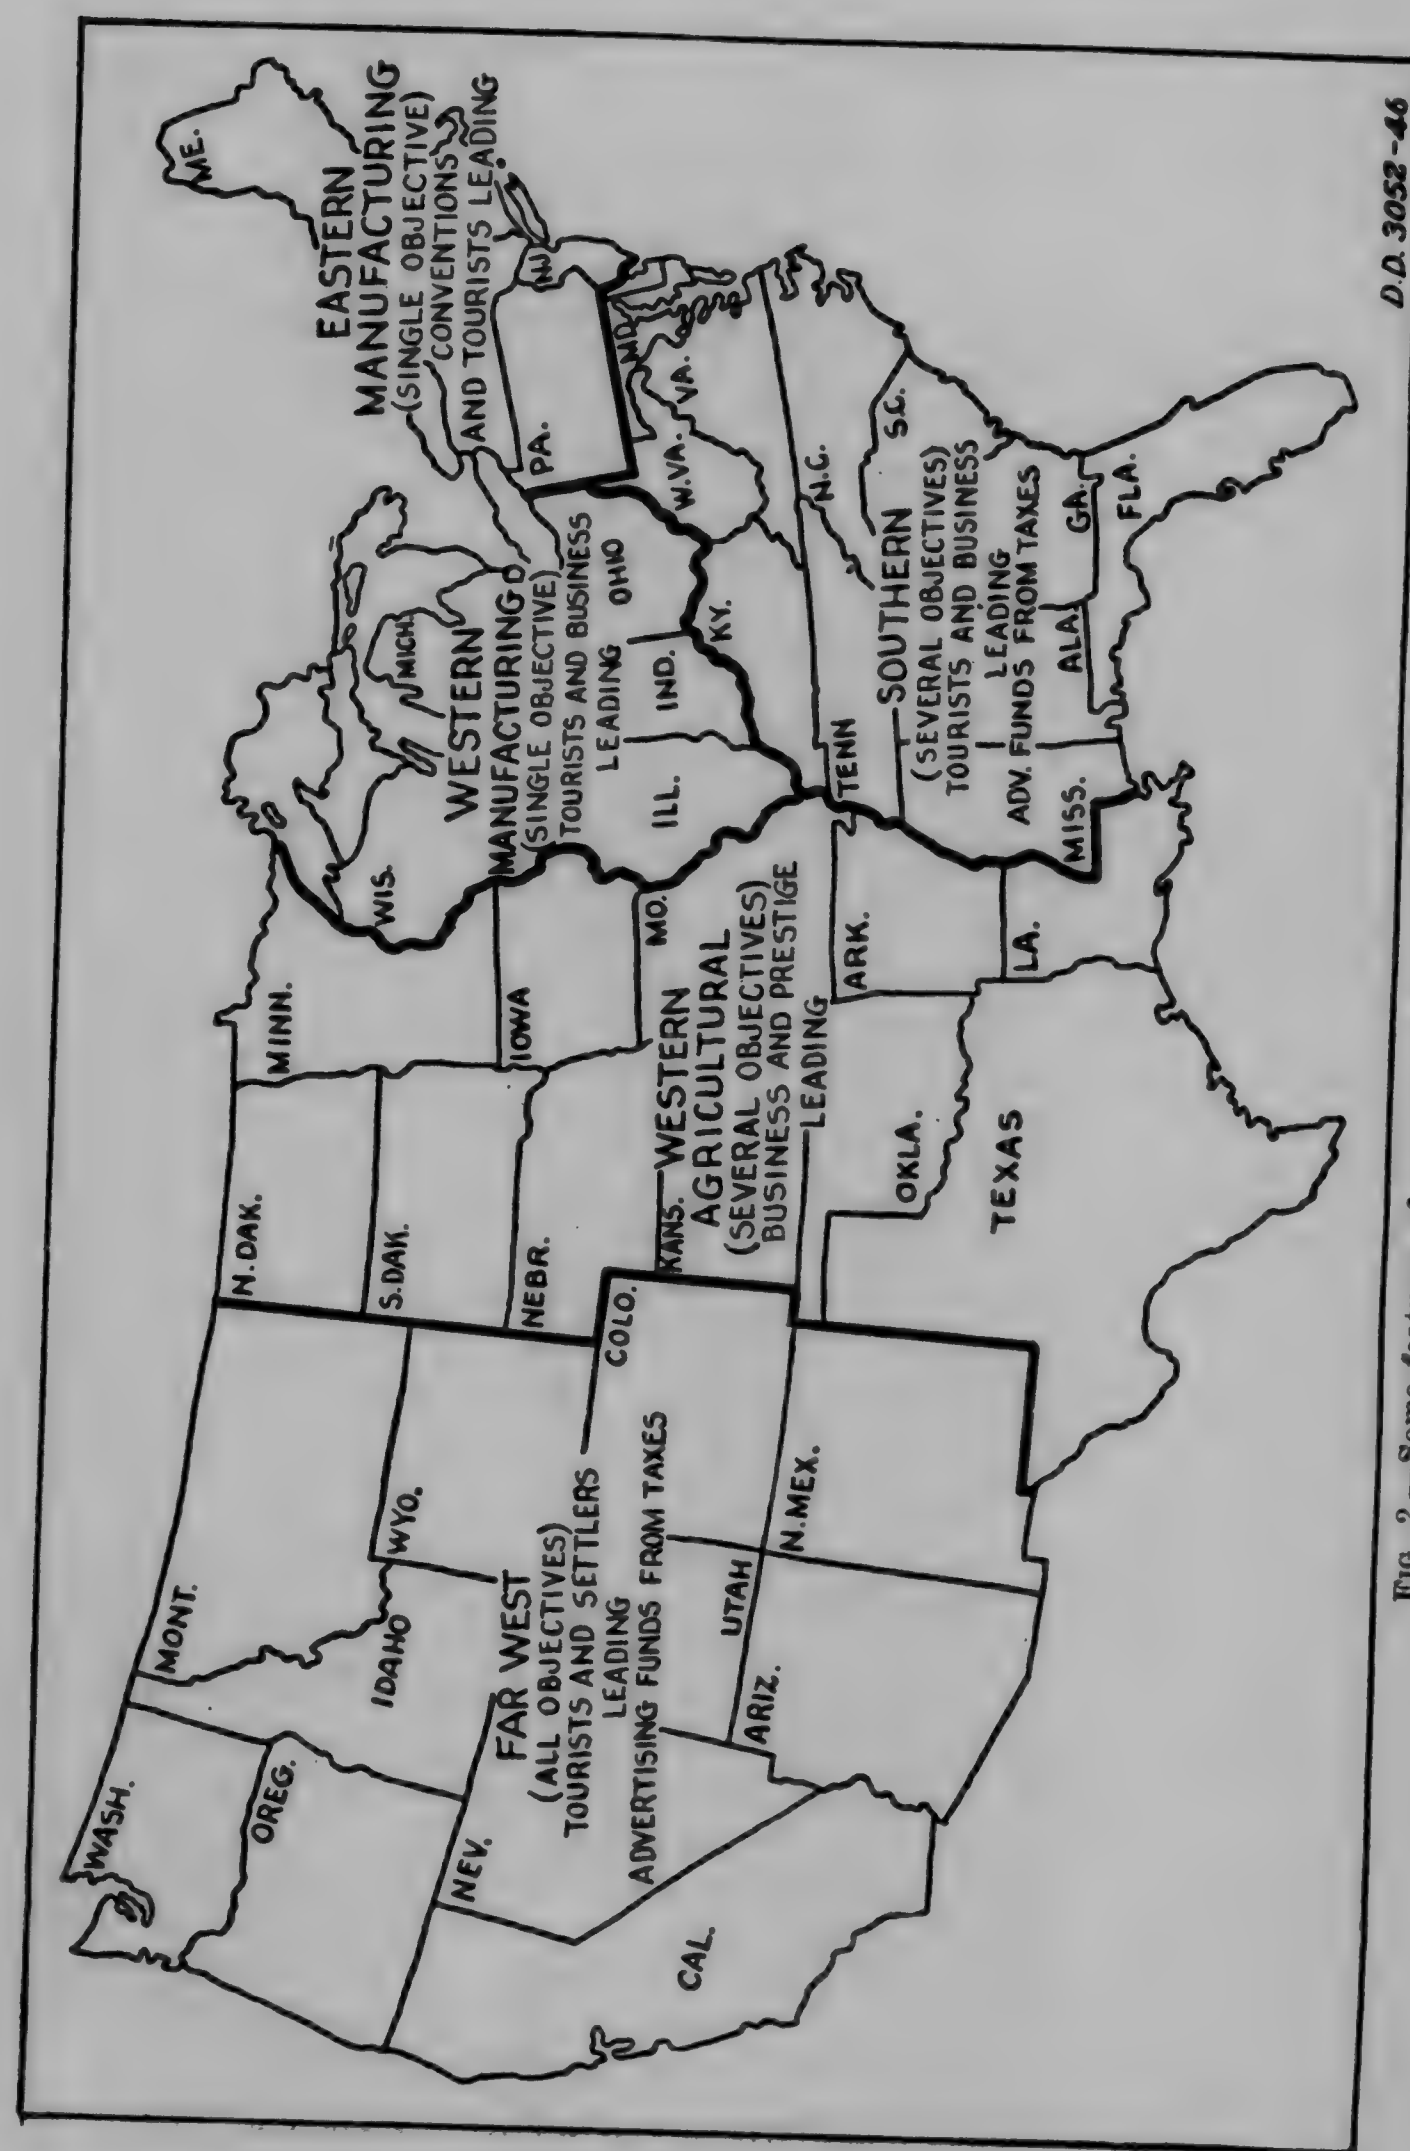 WASH.
MONT.
N. DAK.
MINN.
ME.
OREG.
IDAHO
WYO.
S. DAK.
WIS.
MICH.
EASTERN
MANUFACTURING
(SINGLE OBJECTIVE)
CONVENTIONS
AND TOURISTS LEADING
NEV.
NEBR.
IOWA
WESTERN
MANUFACTURING
(SINGLE OBJECTIVE)
TOURISTS AND BUSINESS
LEADING
ILL.
IND.
OHIO
PA.
NJ
MD.
FAR WEST
(ALL OBJECTIVES)
TOURISTS AND SETTLERS
LEADING
ADVERTISING FUNDS FROM TAXES
CAL.
UTAH
COLO.
KANS.
MO.
KY.
W.VA.
VA.
WESTERN
AGRICULTURAL
(SEVERAL OBJECTIVES)
BUSINESS AND PRESTIGE
LEADING
ARIZ.
N.MEX.
OKLA.
ARK.
TENN
N.C.
S.C.
SOUTHERN
(SEVERAL OBJECTIVES)
TOURISTS AND BUSINESS
LEADING
ADV. FUNDS FROM TAXES
TEXAS
LA.
MISS.
ALA
GA.
FLA.
D.D. 3052-46
FIG. 2.— Some